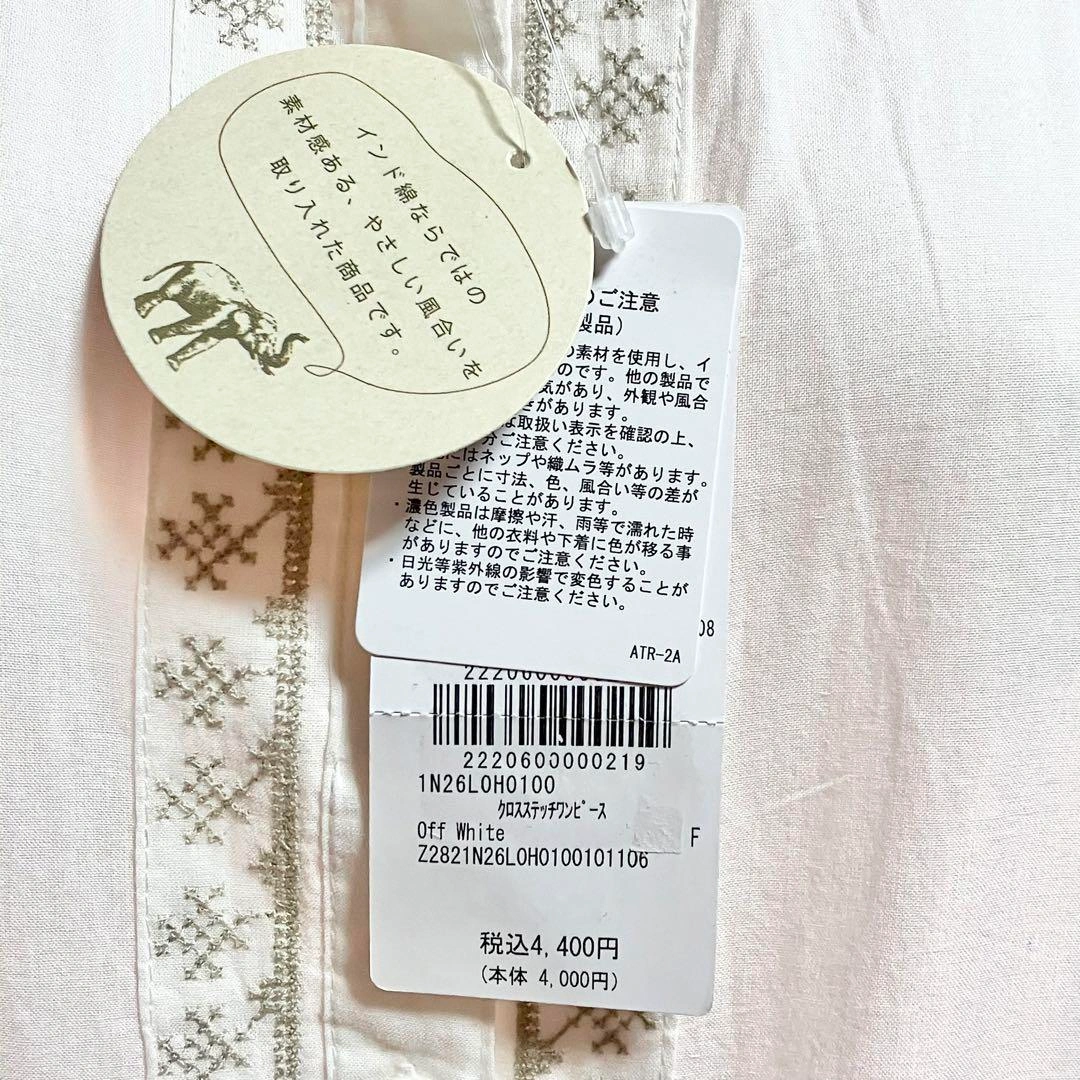 インド綿ならではの
素材感ある、やさしい風合いを
取り入れた商品です。
のご注意
製品)
の素材を使用し、イ
のです。他の製品で
気があり、外観や風合
きがあります。
な取扱い表示を確認の上、
分ご注意ください。
にはネップや織ムラ等があります。
製品ごとに寸法、色、風合い等の差が
生じていることがあります。
・濃色製品は摩擦や汗、雨等で濡れた時
などに、他の衣料や下着に色が移る事
がありますのでご注意ください。
・日光等紫外線の影響で変色することが
ありますのでご注意ください。
ATR-2A
08
2220600000219
1N26L0H0100
クロスステッチワンピース
Off White F
Z2821N26L0H0100101106
税込4,400円
(本体 4,000円)